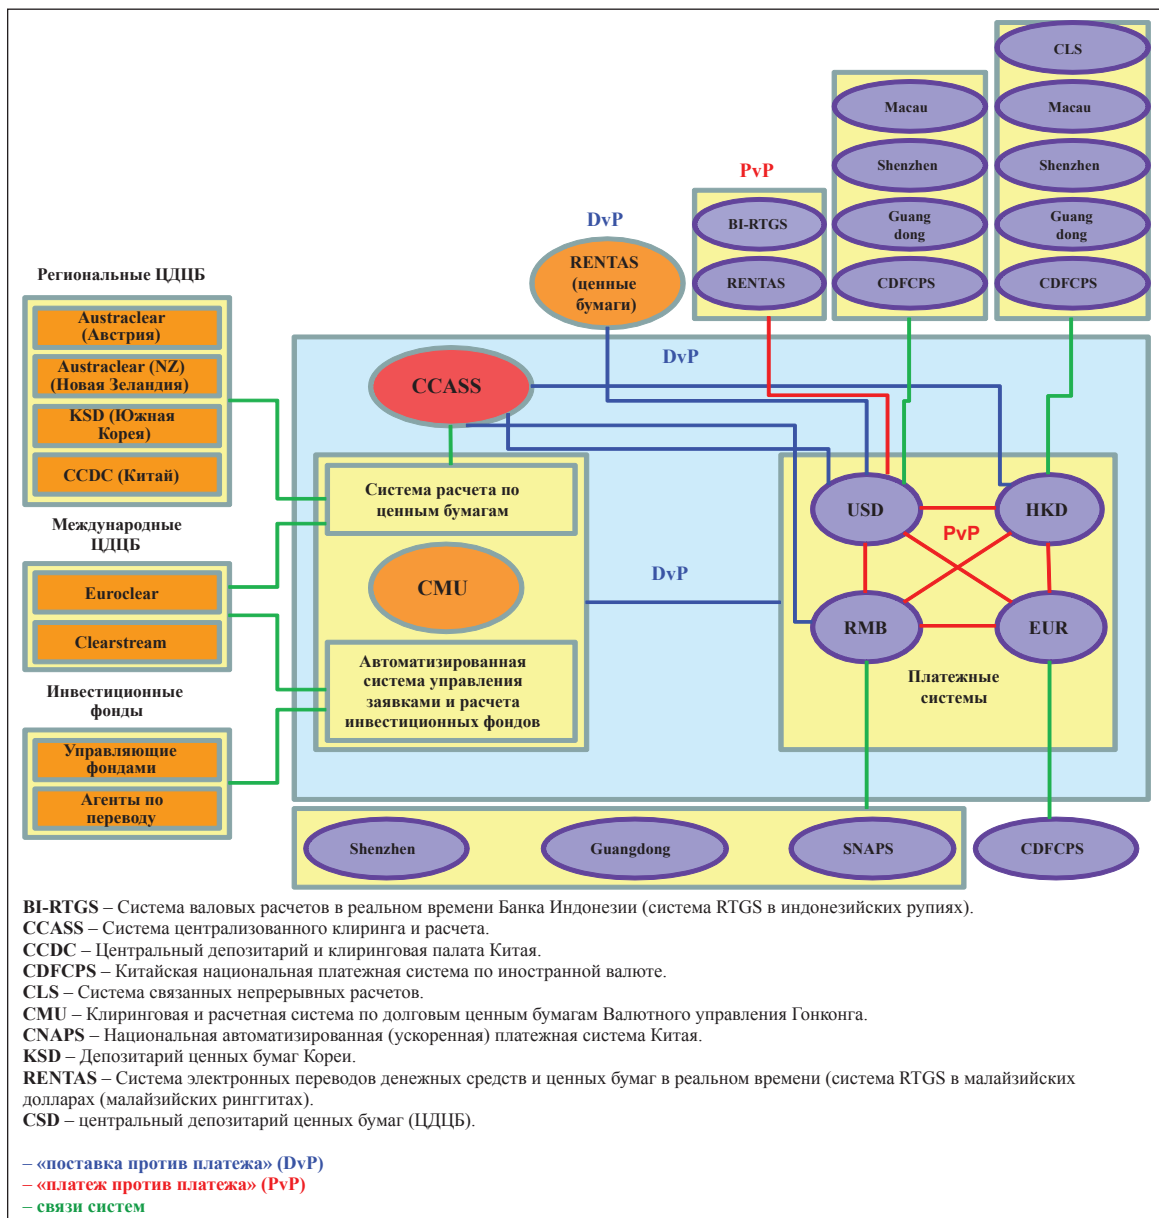 CLS
Macau
Macau
Shenzhen
Shenzhen
PvP
BI-RTGS
Guang
dong
Guang
dong
DvP
RENTAS
(ценные
бумаги)
RENTAS
CDFCPS
CDFCPS
Региональные ЦДЦБ
Austraclear
(Австрия)
Austraclear (NZ)
(Новая Зеландия)
KSD (Южная
Корея)
CCDC (Китай)
Международные
ЦДЦБ
Euroclear
Clearstream
Инвестиционные
фонды
Управляющие
фондами
Агенты по
переводу
DvP
CCASS
Система расчета по
ценным бумагам
CMU
Автоматизированная
система управления
заявками и расчета
инвестиционных фондов
DvP
USD
HKD
PvP
RMB
EUR
Платежные
системы
Shenzhen
Guangdong
SNAPS
CDFCPS
BI-RTGS – Система валовых расчетов в реальном времени Банка Индонезии (система RTGS в индонезийских рупиях).
CCASS – Система централизованного клиринга и расчета.
CCDC – Центральный депозитарий и клиринговая палата Китая.
CDFCPS – Китайская национальная платежная система по иностранной валюте.
CLS – Система связанных непрерывных расчетов.
CMU – Клиринговая и расчетная система по долговым ценным бумагам Валютного управления Гонконга.
CNAPS – Национальная автоматизированная (ускоренная) платежная система Китая.
KSD – Депозитарий ценных бумаг Кореи.
RENTAS – Система электронных переводов денежных средств и ценных бумаг в реальном времени (система RTGS в малайзийских
долларах (малайзийских ринггитах).
CSD – центральный депозитарий ценных бумаг (ЦДЦБ).
– «поставка против платежа» (DvP)
– «платеж против платежа» (PvP)
– связи систем